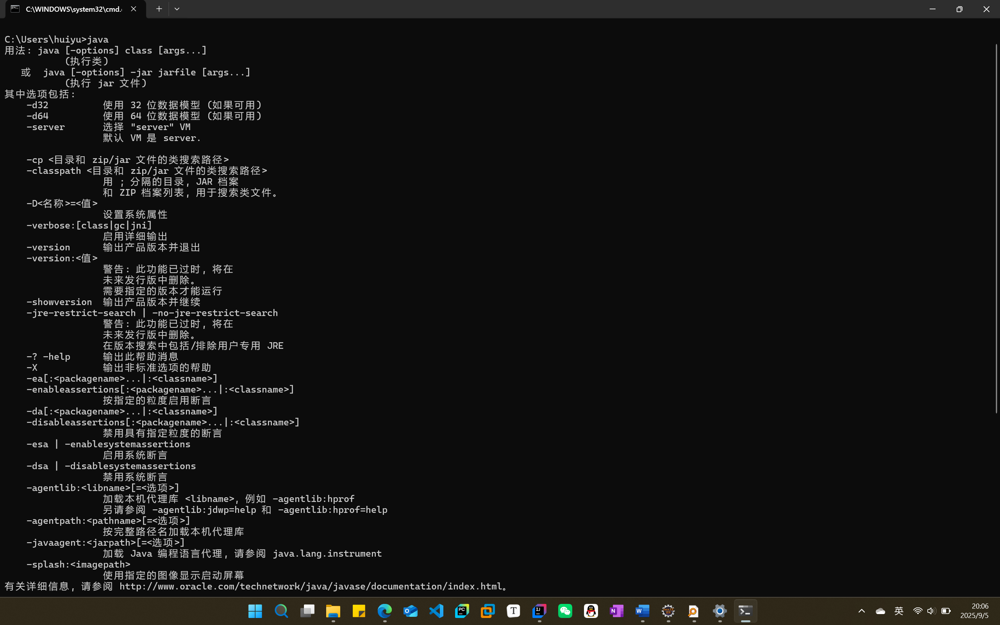 C:\WINDOWS\system32\cmd.
C:\Users\huiyu>java
用法: java [-options] class [args...]
(执行类)
或  java [-options] -jar jarfile [args...]
(执行 jar 文件)
其中选项包括:
-d32          使用 32 位数据模型 (如果可用)
-d64          使用 64 位数据模型 (如果可用)
-server       选择 "server" VM
默认 VM 是 server.
-cp <目录和 zip/jar 文件的类搜索路径>
-classpath <目录和 zip/jar 文件的类搜索路径>
用 ; 分隔的目录, JAR 档案
和 ZIP 档案列表, 用于搜索类文件。
-D<名称>=<值>
设置系统属性
-verbose:[class|gc|jni]
启用详细输出
-version      输出产品版本并退出
-version:<值>
警告: 此功能已过时, 将在
未来发行版中删除。
需要指定的版本才能运行
-showversion  输出产品版本并继续
-jre-restrict-search | -no-jre-restrict-search
警告: 此功能已过时, 将在
未来发行版中删除。
在版本搜索中包括/排除用户专用 JRE
-? -help      输出此帮助消息
-X            输出非标准选项的帮助
-ea[:<packagename>...|:<classname>]
-enableassertions[:<packagename>...|:<classname>]
按指定的粒度启用断言
-da[:<packagename>...|:<classname>]
-disableassertions[:<packagename>...|:<classname>]
禁用具有指定粒度的断言
-esa | -enablesystemassertions
启用系统断言
-dsa | -disablesystemassertions
禁用系统断言
-agentlib:<libname>[=<选项>]
加载本机代理库 <libname>, 例如 -agentlib:hprof
另请参阅 -agentlib:jdwp=help 和 -agentlib:hprof=help
-agentpath:<pathname>[=<选项>]
按完整路径名加载本机代理库
-javaagent:<jarpath>[=<选项>]
加载 Java 编程语言代理, 请参阅 java.lang.instrument
-splash:<imagepath>
使用指定的图像显示启动屏幕
有关详细信息, 请参阅 http://www.oracle.com/technetwork/java/javase/documentation/index.html。
英
20:06
2025/9/5